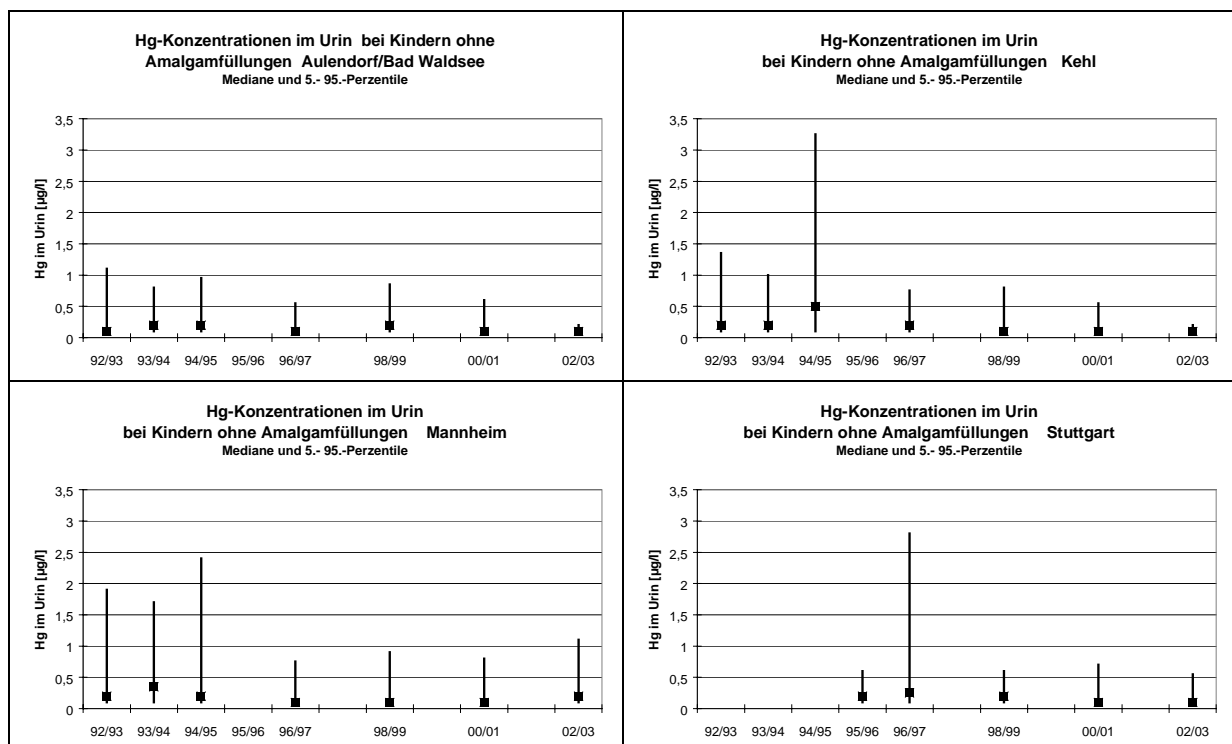 Hg-Konzentrationen im Urin bei Kindern ohne
Amalgamfüllungen Aulendorf/Bad Waldsee
Mediane und 5.- 95.-Perzentile
Hg im Urin [µg/l]
3,5
3
2,5
2
1,5
1
0,5
0
92/93 93/94 94/95 95/96 96/97 98/99 00/01 02/03
Hg-Konzentrationen im Urin
bei Kindern ohne Amalgamfüllungen Kehl
Mediane und 5.- 95.-Perzentile
Hg im Urin [µg/l]
3,5
3
2,5
2
1,5
1
0,5
0
92/93 93/94 94/95 95/96 96/97 98/99 00/01 02/03
Hg-Konzentrationen im Urin
bei Kindern ohne Amalgamfüllungen Mannheim
Mediane und 5.- 95.-Perzentile
Hg im Urin [µg/l]
3,5
3
2,5
2
1,5
1
0,5
0
92/93 93/94 94/95 95/96 96/97 98/99 00/01 02/03
Hg-Konzentrationen im Urin
bei Kindern ohne Amalgamfüllungen Stuttgart
Mediane und 5.- 95.-Perzentile
Hg im Urin [µg/l]
3,5
3
2,5
2
1,5
1
0,5
0
92/93 93/94 94/95 95/96 96/97 98/99 00/01 02/03